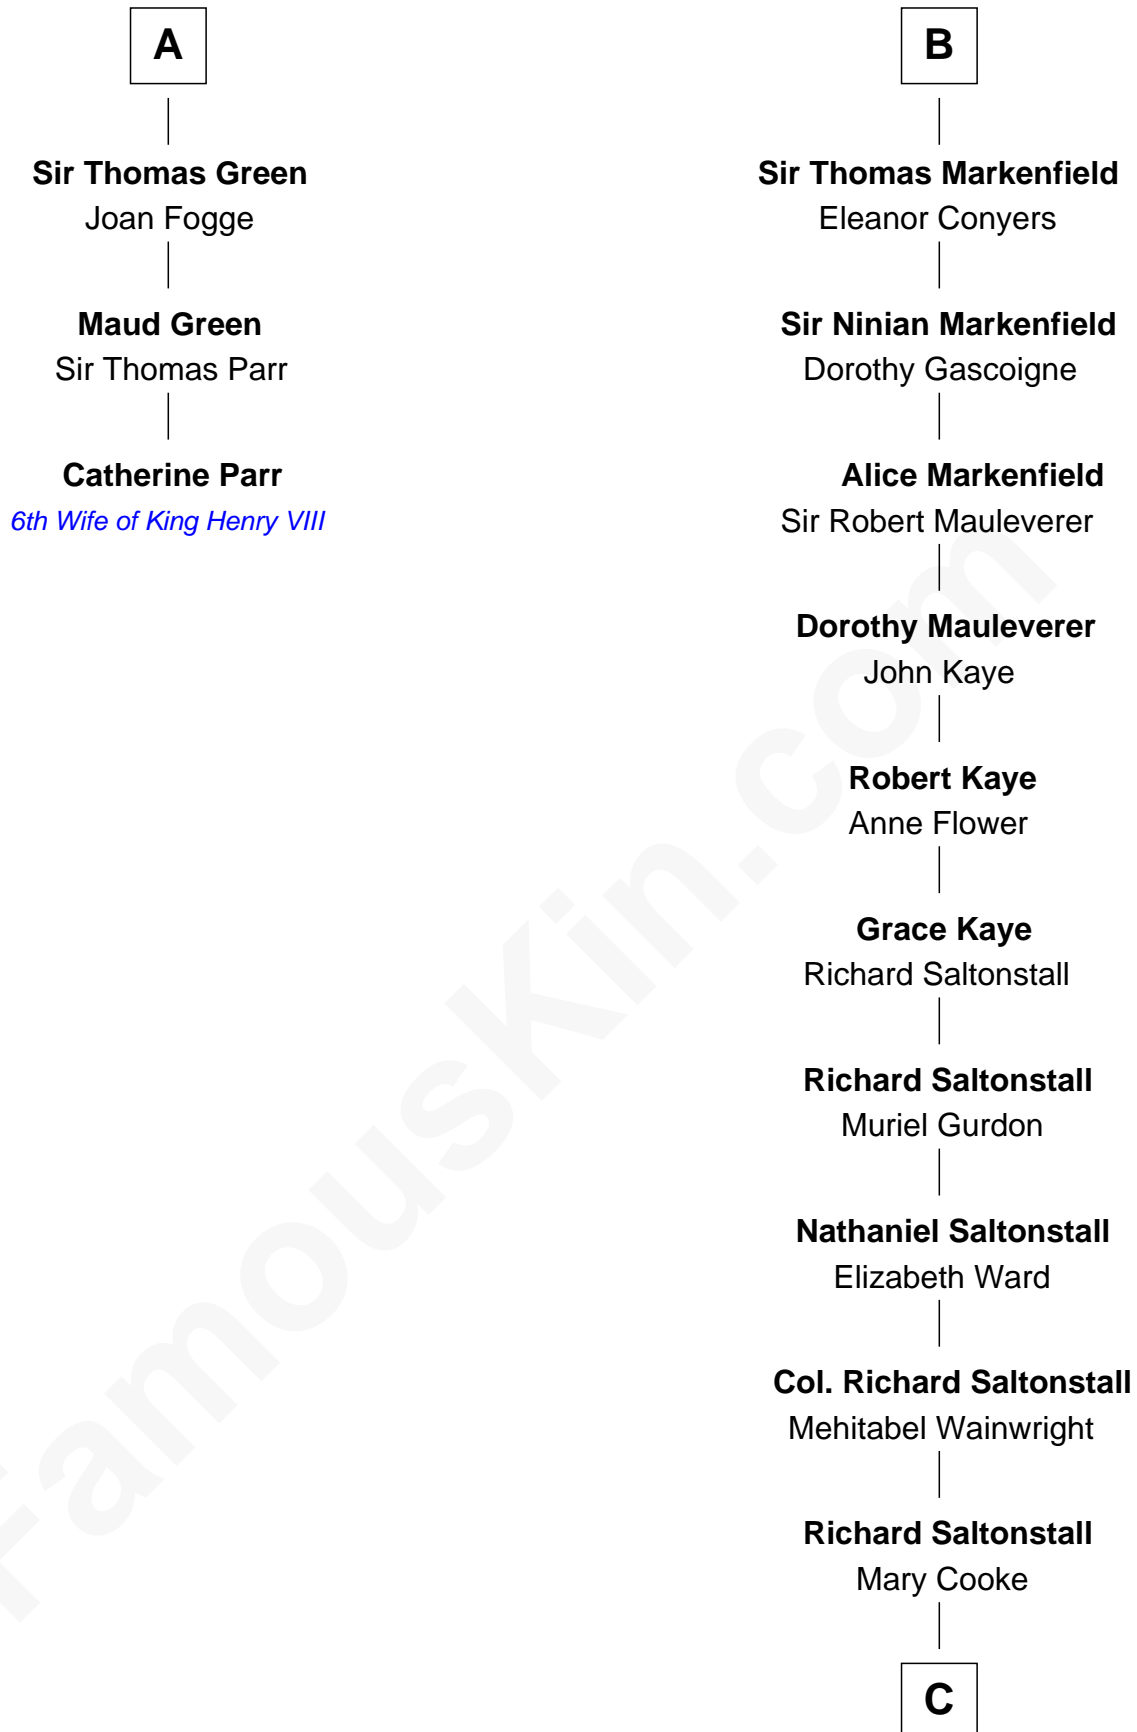 A
Sir Thomas Green
Joan Fogge
Maud Green
Sir Thomas Parr
Catherine Parr
6th Wife of King Henry VIII
B
Sir Thomas Markenfield
Eleanor Conyers
Sir Ninian Markenfield
Dorothy Gascoigne
Alice Markenfield
Sir Robert Mauleverer
Dorothy Mauleverer
John Kaye
Robert Kaye
Anne Flower
Grace Kaye
Richard Saltonstall
Richard Saltonstall
Muriel Gurdon
Nathaniel Saltonstall
Elizabeth Ward
Col. Richard Saltonstall
Mehitabel Wainwright
Richard Saltonstall
Mary Cooke
C
FamousKin.com